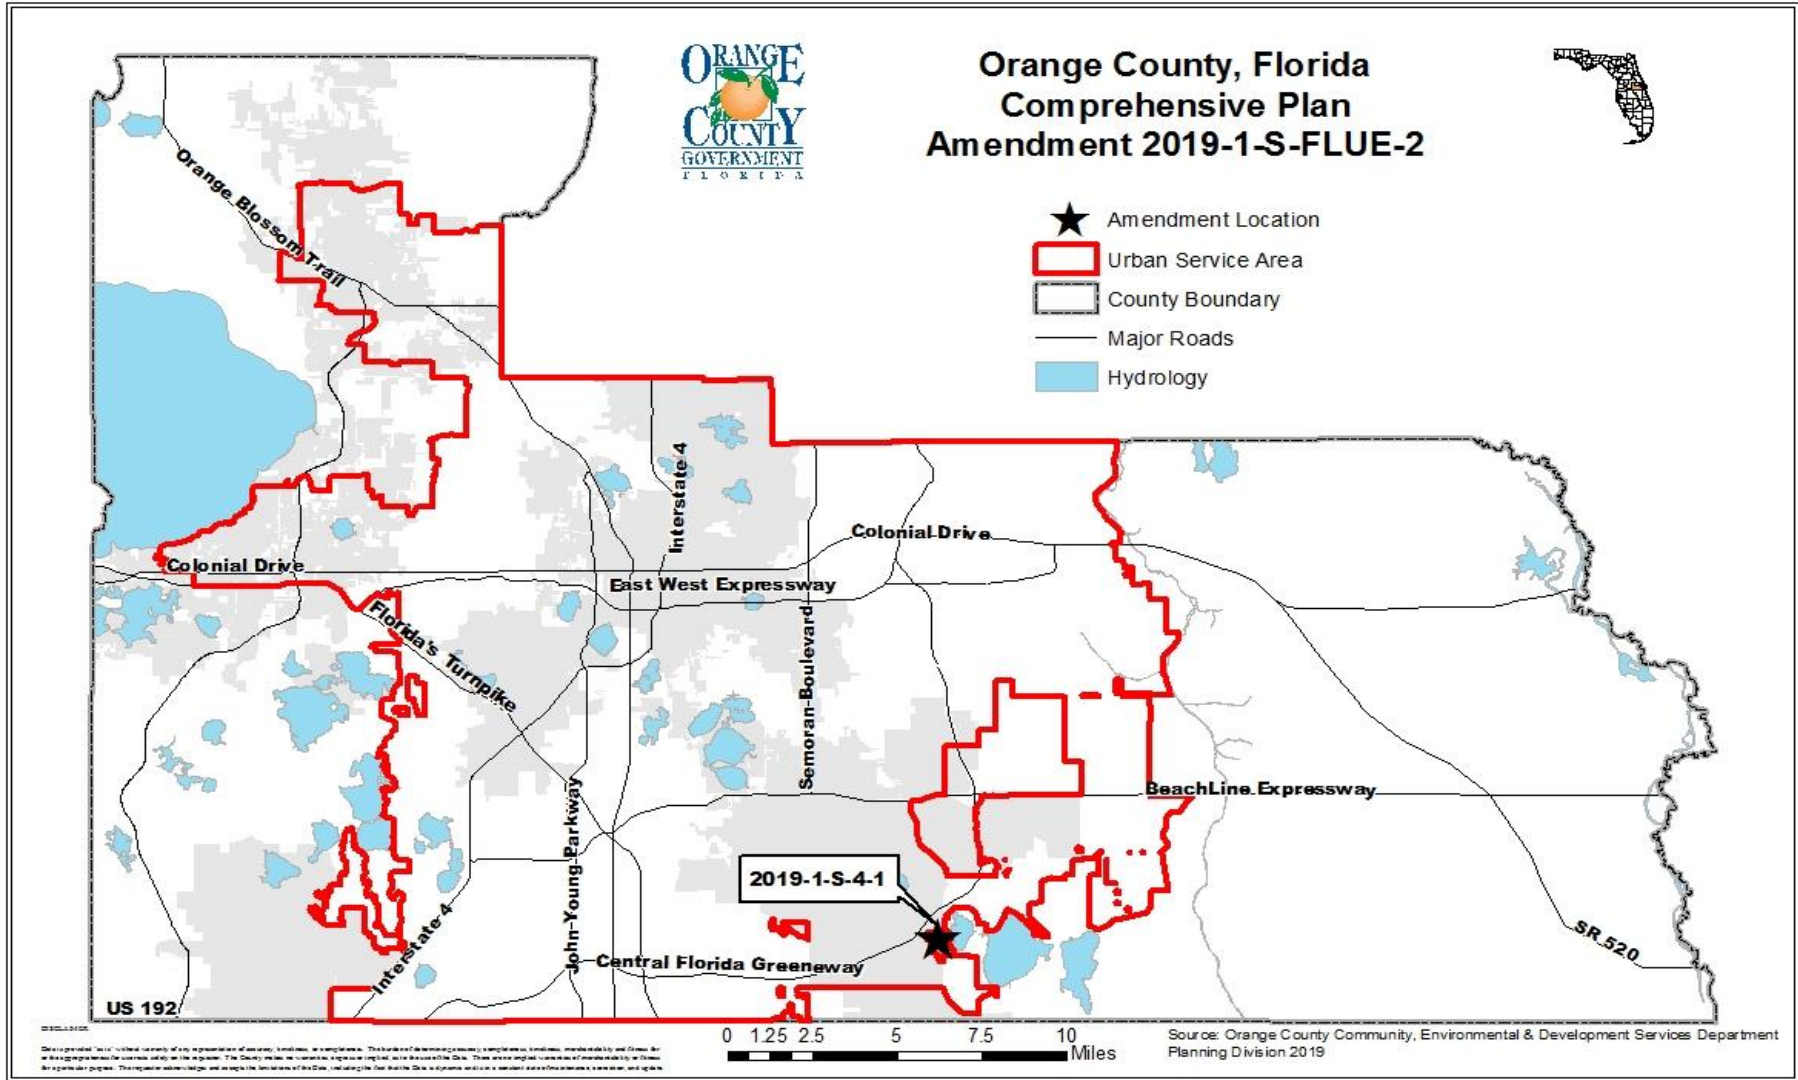 ORANGE
COUNTY
GOVERNMENT
FLORIDA
Orange County, Florida
Comprehensive Plan
Amendment 2019-1-S-FLUE-2
Amendment Location
Urban Service Area
County Boundary
Major Roads
Hydrology
Orange Blossom Trail
Interstate 4
Colonial Drive
Colonial Drive
East West Expressway
Florida's Turnpike
Semoran Boulevard
BeachLine Expressway
John Young Parkway
2019-1-S-4-1
Interstate 4
Central Florida Greeneway
SR 520
US 192
0 1.25 2.5 5 7.5 10
Miles
Source: Orange County Community, Environmental & Development Services Department
Planning Division 2019
DISCLAIMER: